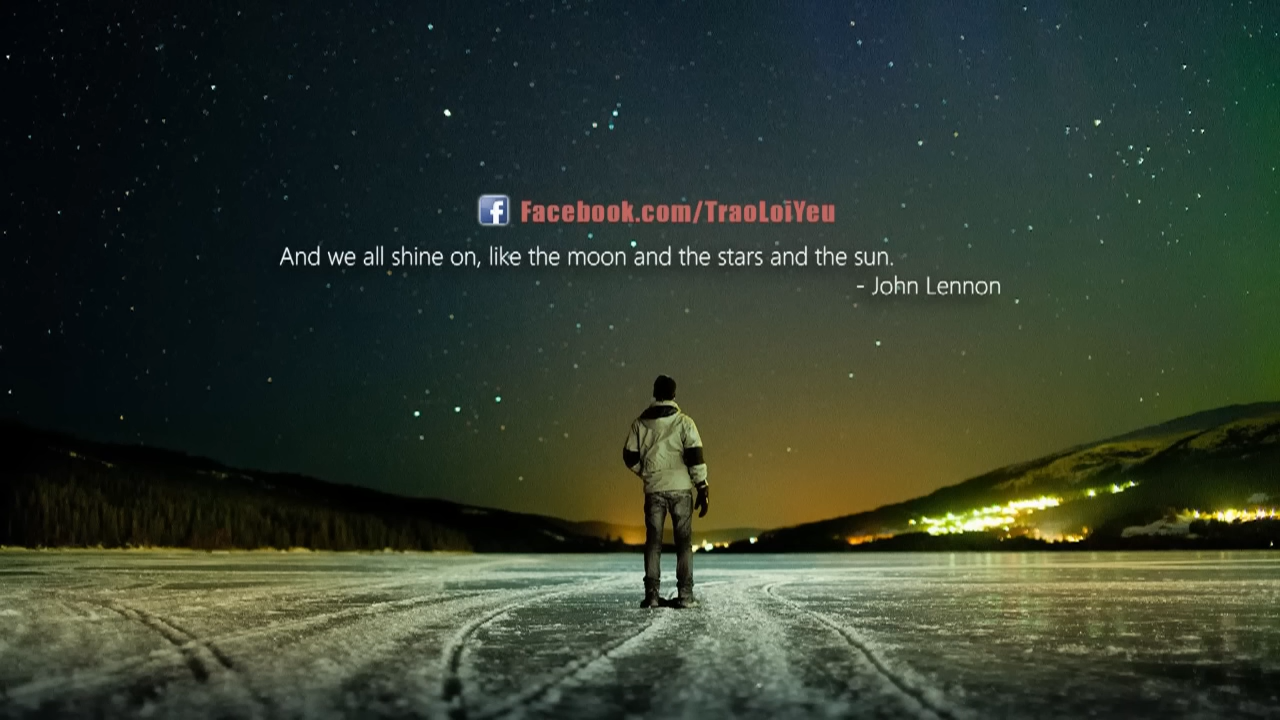 Facebook.com/TraoLoiYeu
And we all shine on, like the moon and the stars and the sun.
- John Lennon